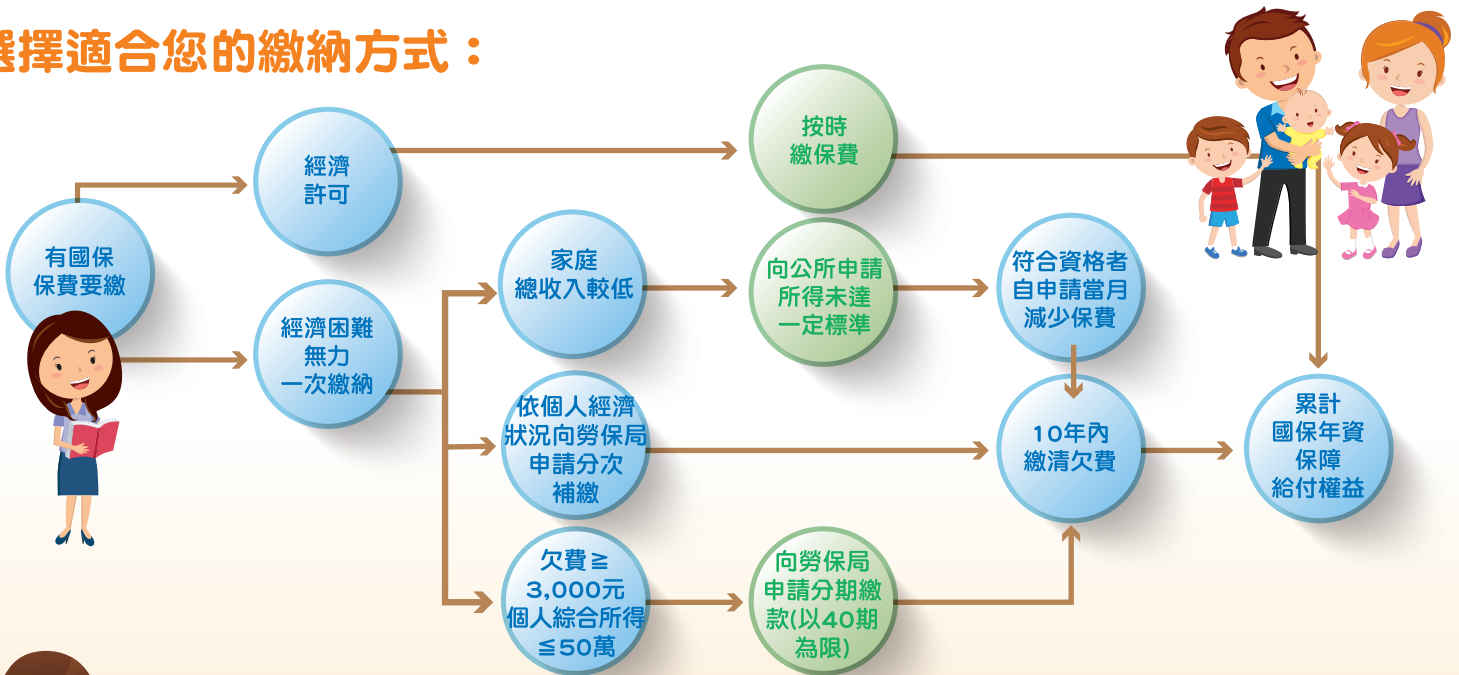 選擇適合您的繳納方式：
有國保
保費要繳
經濟
許可
按時
繳保費
經濟困難
無力
一次繳納
家庭
總收入較低
向公所申請
所得未達
一定標準
符合資格者
自申請當月
減少保費
依個人經濟
狀況向勞保局
申請分次
補繳
10年內
繳清欠費
累計
國保年資
保障
給付權益
欠費≧
3,000元
個人綜合所得
≦50萬
向勞保局
申請分期繳
款(以40期
為限)